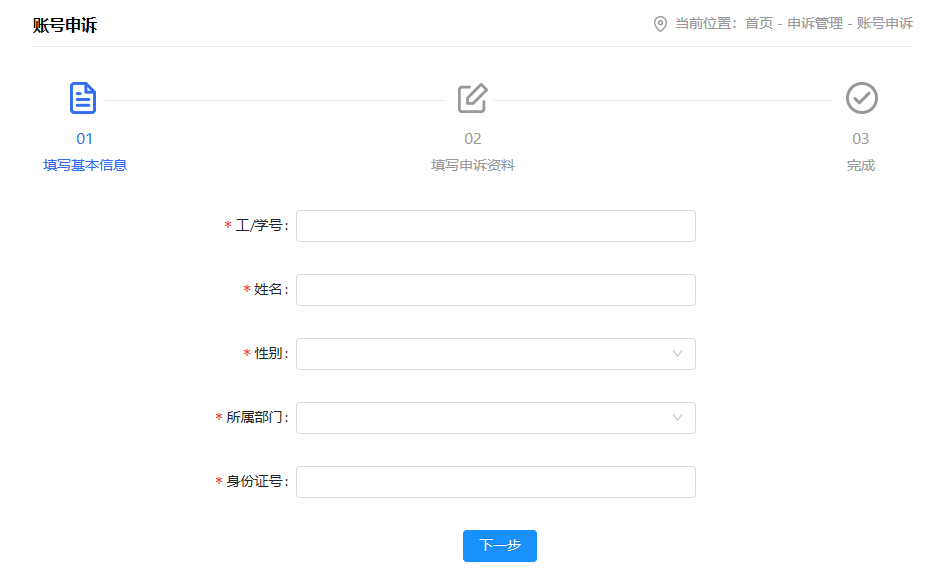 账号申诉
当前位置：首页 - 申诉管理 - 账号申诉
01
02
03
填写基本信息
填写申诉资料
完成
* 工/学号：
* 姓名：
* 性别：
* 所属部门：
* 身份证号：
下一步